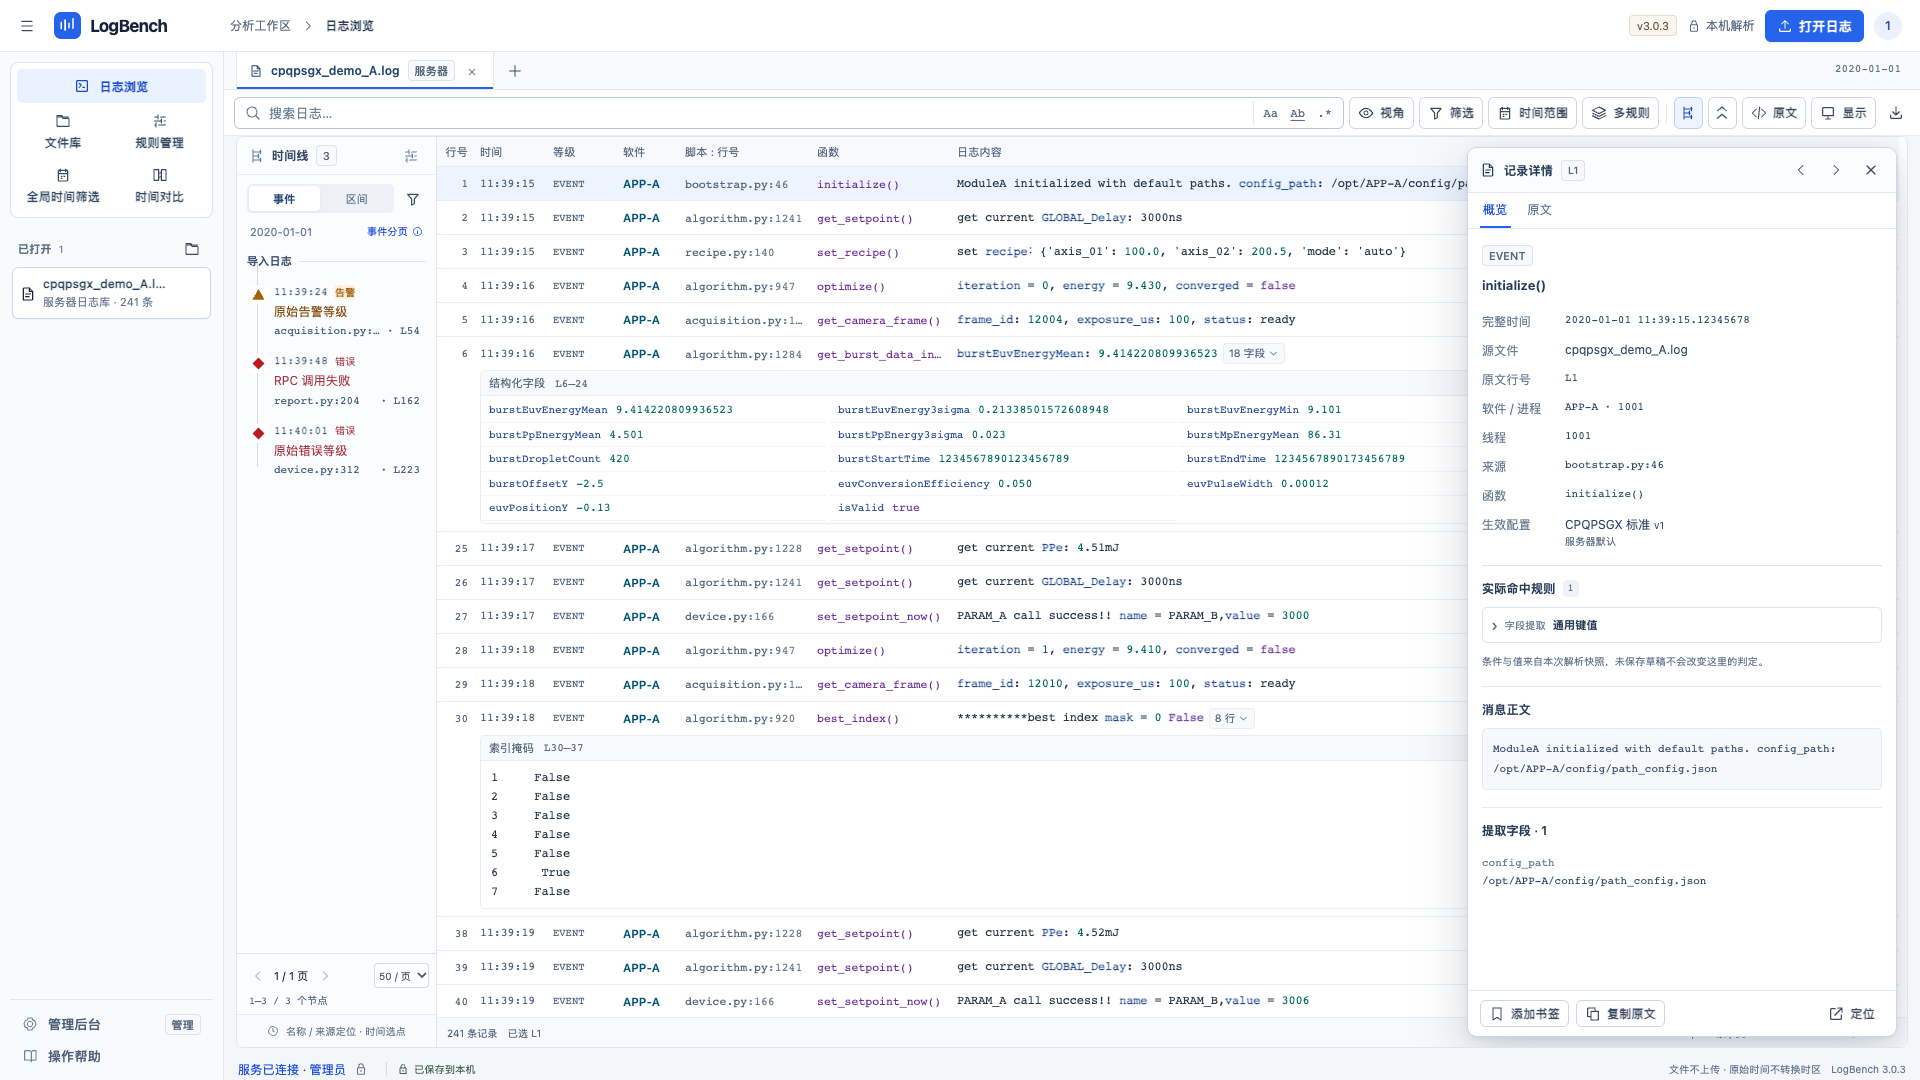 LogBench
分析工作区 > 日志浏览
v3.0.3
本机解析
打开日志
1
日志浏览
文件库
规则管理
全局时间筛选
时间对比
已打开 1
cpqpsgx_demo_A.l...
服务器日志库 · 241 条
管理后台
管理
操作帮助
cpqpsgx_demo_A.log 服务器 × +
2020-01-01
搜索日志...
Aa Ab .*
视角
筛选
时间范围
多规则
原文
显示
时间线 3
事件 区间
2020-01-01 事件分页
导入日志
11:39:24 告警
原始告警等级
acquisition.py:... · L54
11:39:48 错误
RPC 调用失败
report.py:204 · L162
11:40:01 错误
原始错误等级
device.py:312 · L223
1/1 页
50 / 页
1—3 / 3 个节点
名称 / 来源定位 · 时间选点
行号 时间 等级 软件 脚本 : 行号 函数 日志内容
1 11:39:15 EVENT APP-A bootstrap.py:46 initialize() ModuleA initialized with default paths. config_path: /opt/APP-A/config/pa
2 11:39:15 EVENT APP-A algorithm.py:1241 get_setpoint() get current GLOBAL_Delay: 3000ns
3 11:39:15 EVENT APP-A recipe.py:140 set_recipe() set recipe: {'axis_01': 100.0, 'axis_02': 200.5, 'mode': 'auto'}
4 11:39:16 EVENT APP-A algorithm.py:947 optimize() iteration = 0, energy = 9.430, converged = false
5 11:39:16 EVENT APP-A acquisition.py:1... get_camera_frame() frame_id: 12004, exposure_us: 100, status: ready
6 11:39:16 EVENT APP-A algorithm.py:1284 get_burst_data_in... burstEuvEnergyMean: 9.414220809936523 18 字段
结构化字段 L6—24
burstEuvEnergyMean 9.414220809936523 burstEuvEnergy3sigma 0.21338501572608948 burstEuvEnergyMin 9.101
burstPpEnergyMean 4.501 burstPpEnergy3sigma 0.023 burstMpEnergyMean 86.31
burstDropletCount 420 burstStartTime 1234567890123456789 burstEndTime 1234567890173456789
burstOffsetY -2.5 euvConversionEfficiency 0.050 euvPulseWidth 0.00012
euvPositionY -0.13 isValid true
25 11:39:17 EVENT APP-A algorithm.py:1228 get_setpoint() get current PPe: 4.51mJ
26 11:39:17 EVENT APP-A algorithm.py:1241 get_setpoint() get current GLOBAL_Delay: 3000ns
27 11:39:17 EVENT APP-A device.py:166 set_setpoint_now() PARAM_A call success!! name = PARAM_B,value = 3000
28 11:39:18 EVENT APP-A algorithm.py:947 optimize() iteration = 1, energy = 9.410, converged = false
29 11:39:18 EVENT APP-A acquisition.py:1... get_camera_frame() frame_id: 12010, exposure_us: 100, status: ready
30 11:39:18 EVENT APP-A algorithm.py:920 best_index() **********best index mask = 0 False 8 行
索引掩码 L30—37
1 False
2 False
3 False
4 False
5 False
6 True
7 False
38 11:39:19 EVENT APP-A algorithm.py:1228 get_setpoint() get current PPe: 4.52mJ
39 11:39:19 EVENT APP-A algorithm.py:1241 get_setpoint() get current GLOBAL_Delay: 3000ns
40 11:39:19 EVENT APP-A device.py:166 set_setpoint_now() PARAM_A call success!! name = PARAM_B,value = 3006
241 条记录 已选 L1
记录详情 L1
概览 原文
EVENT
initialize()
完整时间 2020-01-01 11:39:15.12345678
源文件 cpqpsgx_demo_A.log
原文行号 L1
软件 / 进程 APP-A · 1001
线程 1001
来源 bootstrap.py:46
函数 initialize()
生效配置 CPQPSGX 标准 v1
服务器默认
实际命中规则 1
字段提取 通用键值
条件与值来自本次解析快照，未保存草稿不会改变这里的判定。
消息正文
ModuleA initialized with default paths. config_path:
/opt/APP-A/config/path_config.json
提取字段 · 1
config_path
/opt/APP-A/config/path_config.json
添加书签
复制原文
定位
服务已连接 · 管理员
已保存到本机
文件不上传 · 原始时间不转换时区 LogBench 3.0.3